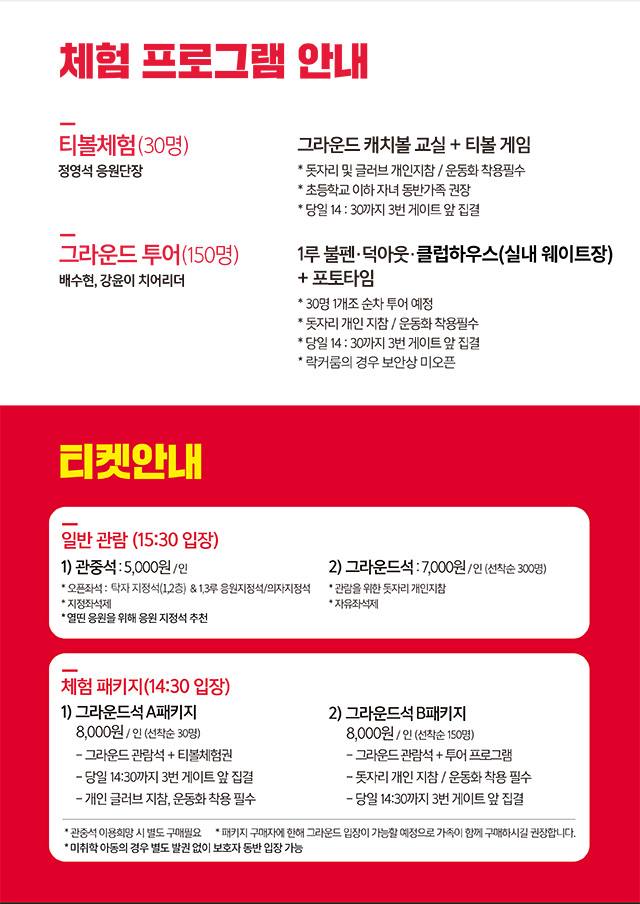 체험 프로그램 안내
티볼체험(30명)
정영석 응원단장
그라운드 캐치볼 교실 + 티볼 게임
* 돗자리 및 글러브 개인지참 / 운동화 착용필수
* 초등학교 이하 자녀 동반가족 권장
* 당일 14 : 30까지 3번 게이트 앞 집결
그라운드 투어(150명)
배수현, 강윤이 치어리더
1루 불펜·덕아웃·클럽하우스(실내 웨이트장)
+ 포토타임
* 30명 1개조 순차 투어 예정
* 돗자리 개인 지참 / 운동화 착용필수
* 당일 14 : 30까지 3번 게이트 앞 집결
* 락커룸의 경우 보안상 미오픈
티켓안내
일반 관람 (15:30 입장)
1) 관중석 : 5,000원 / 인
* 오픈좌석 : 탁자 지정석(1,2층) & 1,3루 응원지정석/의자지정석
* 지정좌석제
* 열띤 응원을 위해 응원 지정석 추천
2) 그라운드석 : 7,000원 / 인 (선착순 300명)
* 관람을 위한 돗자리 개인지참
* 자유좌석제
체험 패키지(14:30 입장)
1) 그라운드석 A패키지
8,000원 / 인 (선착순 30명)
– 그라운드 관람석 + 티볼체험권
– 당일 14:30까지 3번 게이트 앞 집결
– 개인 글러브 지참, 운동화 착용 필수
2) 그라운드석 B패키지
8,000원 / 인 (선착순 150명)
– 그라운드 관람석 + 투어 프로그램
– 돗자리 개인 지참 / 운동화 착용 필수
– 당일 14:30까지 3번 게이트 앞 집결
* 관중석 이용희망 시 별도 구매필요 * 패키지 구매자에 한해 그라운드 입장이 가능할 예정으로 가족이 함께 구매하시길 권장합니다.
* 미취학 아동의 경우 별도 발권 없이 보호자 동반 입장 가능